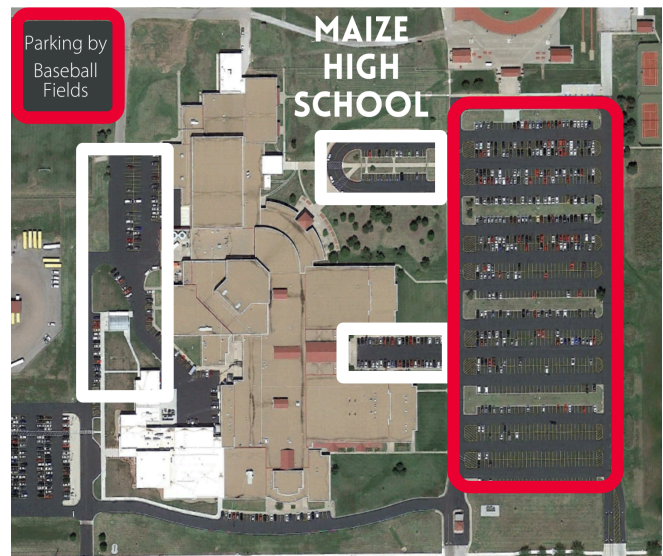 Parking by
Baseball
Fields
MAIZE
HIGH
SCHOOL